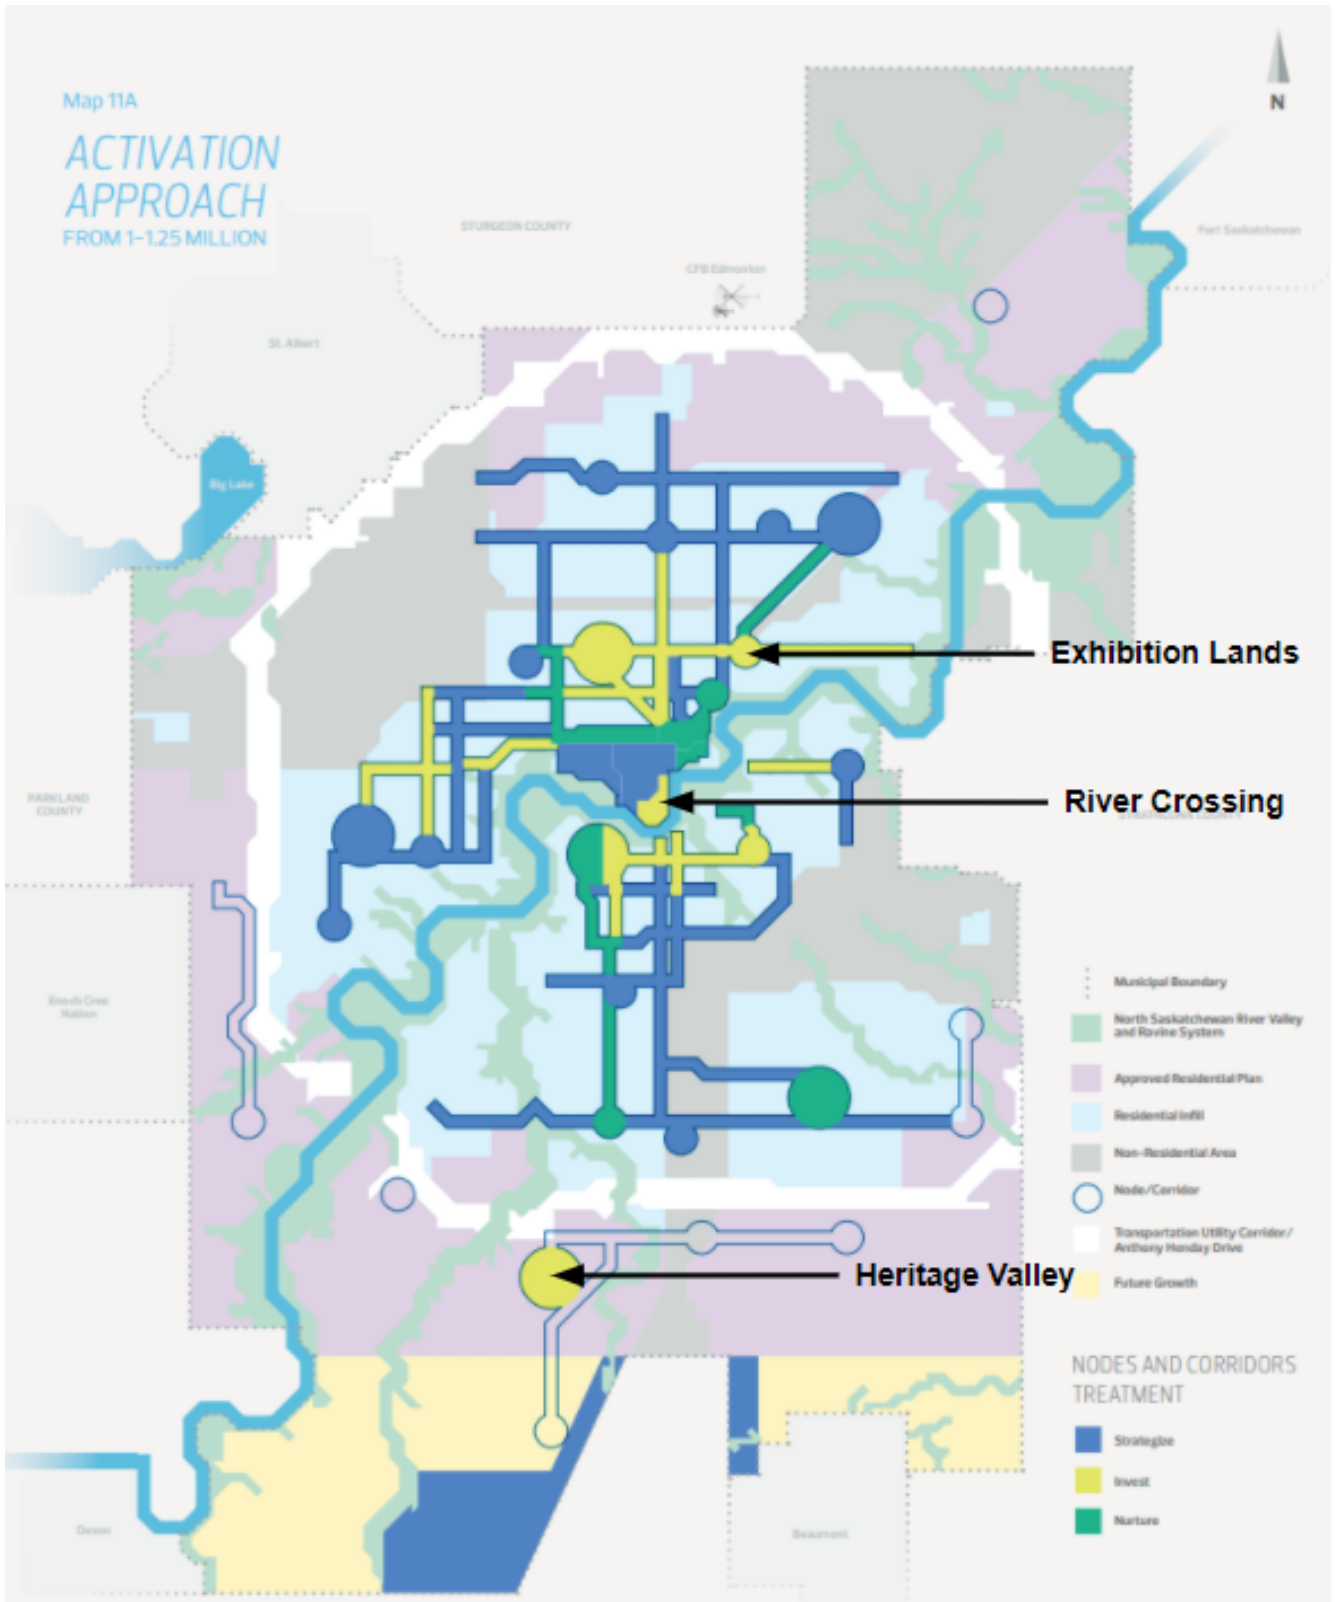 Map 11A
ACTIVATION
APPROACH
FROM 1-1.25 MILLION
N
STURGEON COUNTY
Fort Saskatchewan
CFB Edmonton
St. Albert
Big Lake
Exhibition Lands
PARKLAND
COUNTY
River Crossing
STRATHCONA COUNTY
Enoch Cree
Nation
Heritage Valley
Devon
Beaumont
Municipal Boundary
North Saskatchewan River Valley
and Ravine System
Approved Residential Plan
Residential Infill
Non-Residential Area
Node/Corridor
Transportation Utility Corridor/
Anthony Henday Drive
Future Growth
NODES AND CORRIDORS
TREATMENT
Strategize
Invest
Nurture